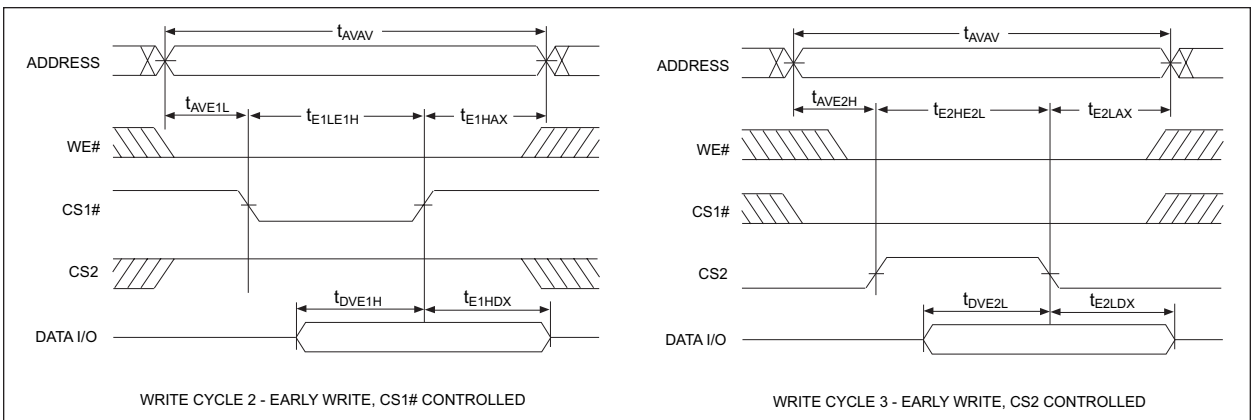 tAVAV
ADDRESS
tAVE1L tE1LE1H tE1HAX
WE#
CS1#
CS2
tDVE1H tE1HDX
DATA I/O
WRITE CYCLE 2 - EARLY WRITE, CS1# CONTROLLED
tAVAV
ADDRESS
tAVE2H tE2HE2L tE2LAX
WE#
CS1#
CS2
tDVE2L tE2LDX
DATA I/O
WRITE CYCLE 3 - EARLY WRITE, CS2 CONTROLLED